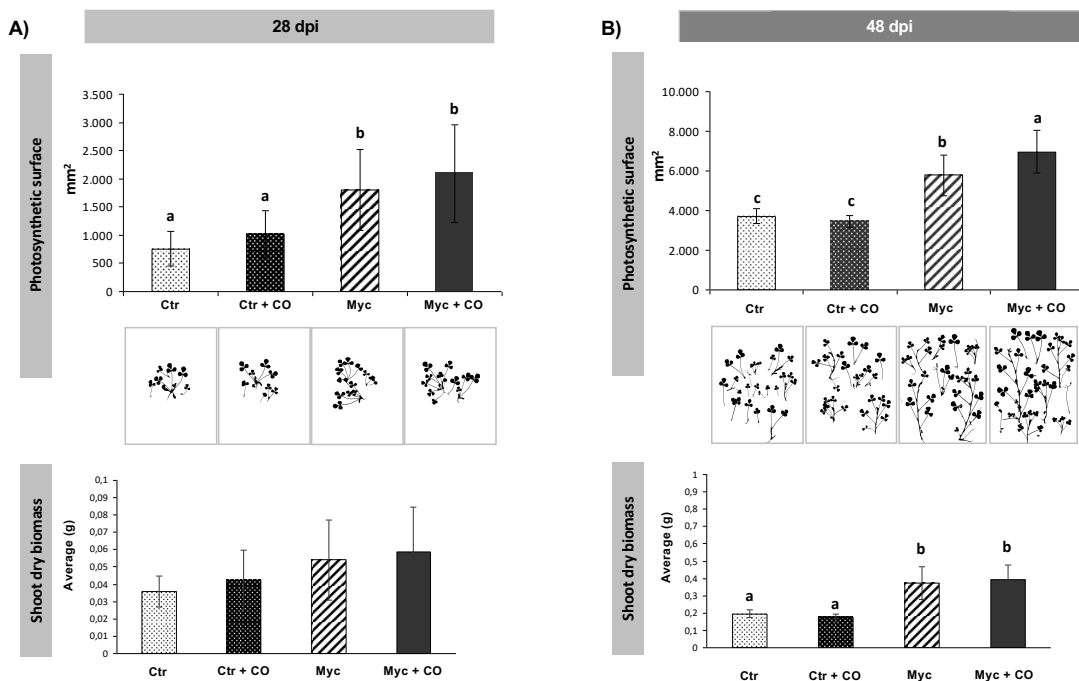 A)
28 dpi
Photosynthetic surface
mm²
3.500
3.000
2.500
2.000
1.500
1.000
500
0
a
a
b
b
Ctr
Ctr + CO
Myc
Myc + CO
Shoot dry biomass
Average (g)
0,1
0,09
0,08
0,07
0,06
0,05
0,04
0,03
0,02
0,01
0
Ctr
Ctr + CO
Myc
Myc + CO
B)
48 dpi
Photosynthetic surface
mm²
10.000
8.000
6.000
4.000
2.000
0
c
c
b
a
Ctr
Ctr + CO
Myc
Myc + CO
Shoot dry biomass
Average (g)
1
0,9
0,8
0,7
0,6
0,5
0,4
0,3
0,2
0,1
0
a
a
b
b
Ctr
Ctr + CO
Myc
Myc + CO